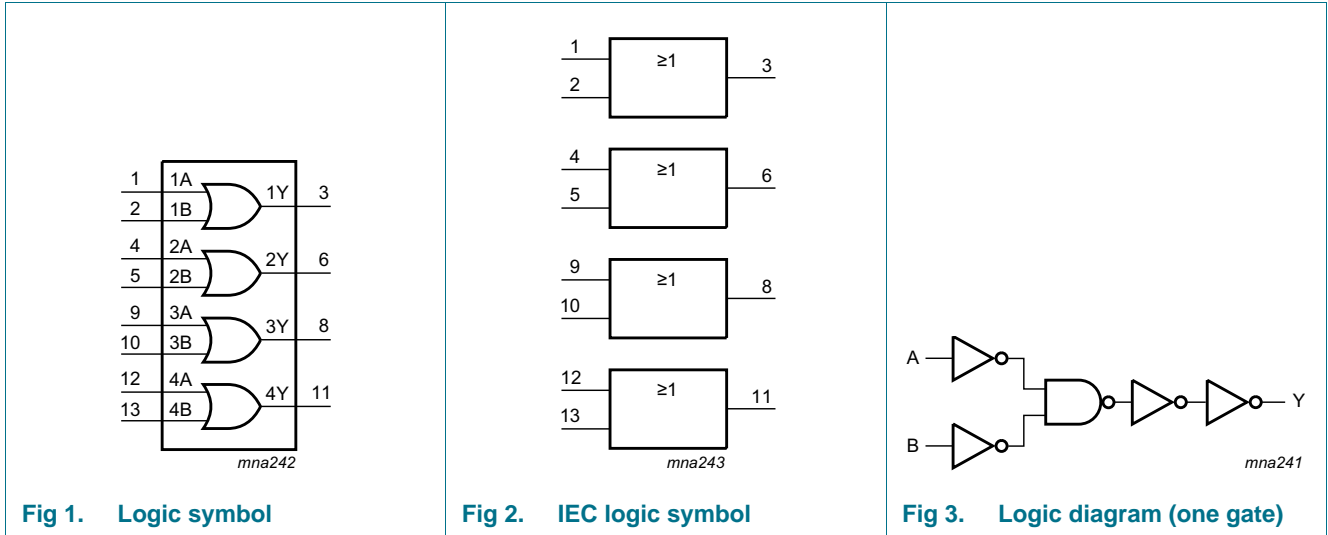 1 1A 1Y 3
2 1B
4 2A 2Y 6
5 2B
9 3A 3Y 8
10 3B
12 4A 4Y 11
13 4B
mna242
Fig 1. Logic symbol
1 ≥1 3
2
4 ≥1 6
5
9 ≥1 8
10
12 ≥1 11
13
mna243
Fig 2. IEC logic symbol
A
Y
B
mna241
Fig 3. Logic diagram (one gate)